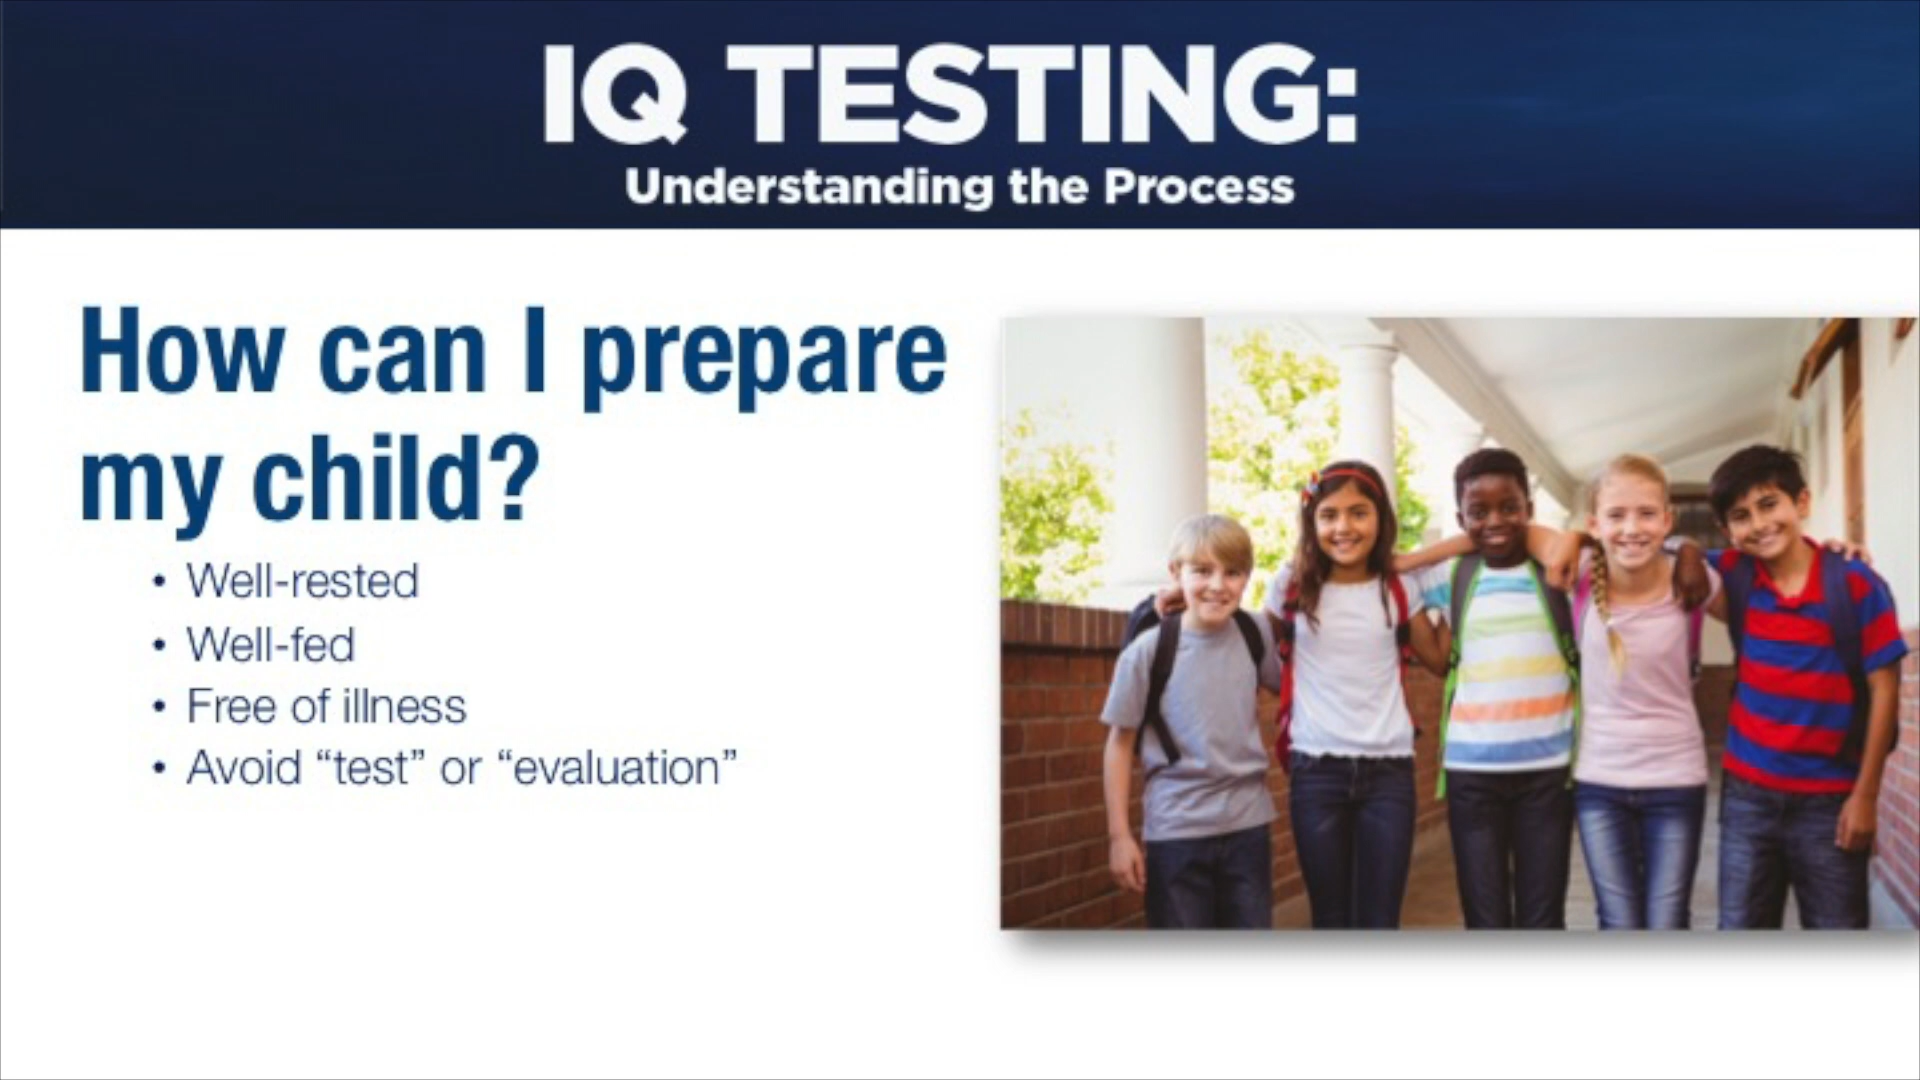 IQ TESTING:
Understanding the Process
How can I prepare
my child?
• Well-rested
• Well-fed
• Free of illness
• Avoid “test” or “evaluation”